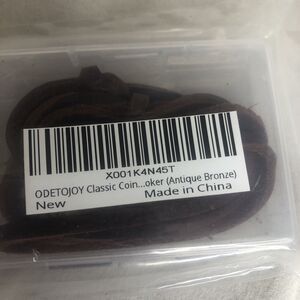 X001K4N45T
ODETOJOY Classic Coin...oker (Antique Bronze)
New Made in China